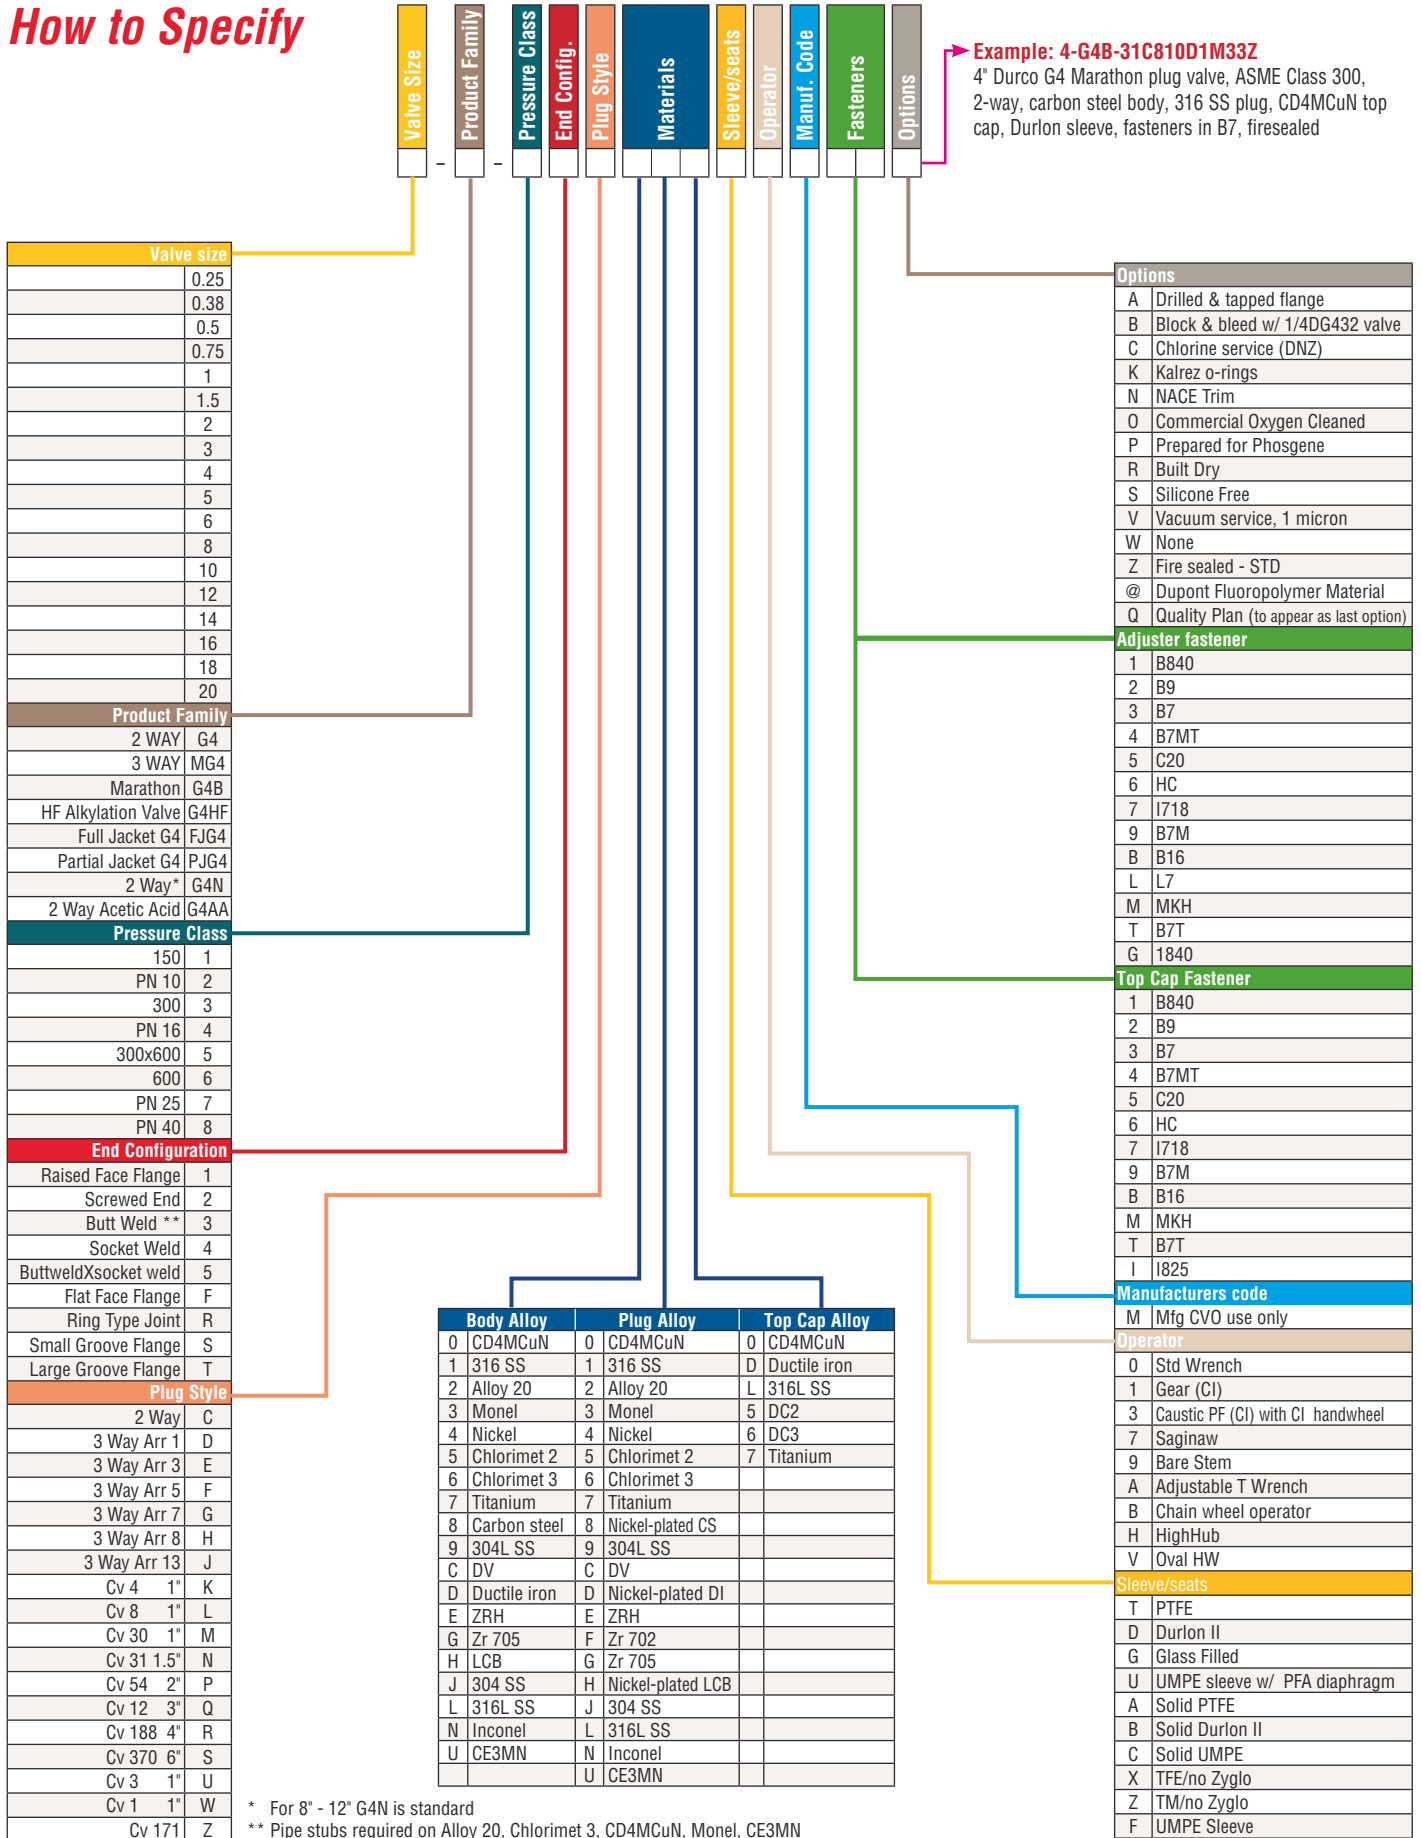 How to Specify
Valve Size
Product Family
Pressure Class
End Config.
Plug Style
Materials
Sleeve/seats
Operator
Manuf. Code
Fasteners
Options
– –
Example: 4-G4B-31C810D1M33Z
4" Durco G4 Marathon plug valve, ASME Class 300,
2-way, carbon steel body, 316 SS plug, CD4MCuN top
cap, Durlon sleeve, fasteners in B7, firesealed
Valve size
0.25
0.38
0.5
0.75
1
1.5
2
3
4
5
6
8
10
12
14
16
18
20
Product Family
2 WAY G4
3 WAY MG4
Marathon G4B
HF Alkylation Valve G4HF
Full Jacket G4 FJG4
Partial Jacket G4 PJG4
2 Way* G4N
2 Way Acetic Acid G4AA
Pressure Class
150 1
PN 10 2
300 3
PN 16 4
300x600 5
600 6
PN 25 7
PN 40 8
End Configuration
Raised Face Flange 1
Screwed End 2
Butt Weld ** 3
Socket Weld 4
ButtweldXsocket weld 5
Flat Face Flange F
Ring Type Joint R
Small Groove Flange S
Large Groove Flange T
Plug Style
2 Way C
3 Way Arr 1 D
3 Way Arr 3 E
3 Way Arr 5 F
3 Way Arr 7 G
3 Way Arr 8 H
3 Way Arr 13 J
Cv 4 1" K
Cv 8 1" L
Cv 30 1" M
Cv 31 1.5" N
Cv 54 2" P
Cv 12 3" Q
Cv 188 4" R
Cv 370 6" S
Cv 3 1" U
Cv 1 1" W
Cv 171 Z
Body Alloy Plug Alloy Top Cap Alloy
0 CD4MCuN 0 CD4MCuN 0 CD4MCuN
1 316 SS 1 316 SS D Ductile iron
2 Alloy 20 2 Alloy 20 L 316L SS
3 Monel 3 Monel 5 DC2
4 Nickel 4 Nickel 6 DC3
5 Chlorimet 2 5 Chlorimet 2 7 Titanium
6 Chlorimet 3 6 Chlorimet 3
7 Titanium 7 Titanium
8 Carbon steel 8 Nickel-plated CS
9 304L SS 9 304L SS
C DV C DV
D Ductile iron D Nickel-plated DI
E ZRH E ZRH
G Zr 705 F Zr 702
H LCB G Zr 705
J 304 SS H Nickel-plated LCB
L 316L SS J 304 SS
N Inconel L 316L SS
U CE3MN N Inconel
U CE3MN
* For 8" - 12" G4N is standard
** Pipe stubs required on Alloy 20, Chlorimet 3, CD4MCuN, Monel, CE3MN
Options
A Drilled & tapped flange
B Block & bleed w/ 1/4DG432 valve
C Chlorine service (DNZ)
K Kalrez o-rings
N NACE Trim
O Commercial Oxygen Cleaned
P Prepared for Phosgene
R Built Dry
S Silicone Free
V Vacuum service, 1 micron
W None
Z Fire sealed - STD
@ Dupont Fluoropolymer Material
Q Quality Plan (to appear as last option)
Adjuster fastener
1 B840
2 B9
3 B7
4 B7MT
5 C20
6 HC
7 I718
9 B7M
B B16
L L7
M MKH
T B7T
G 1840
Top Cap Fastener
1 B840
2 B9
3 B7
4 B7MT
5 C20
6 HC
7 I718
9 B7M
B B16
M MKH
T B7T
I I825
Manufacturers code
M Mfg CVO use only
Operator
0 Std Wrench
1 Gear (CI)
3 Caustic PF (CI) with CI handwheel
7 Saginaw
9 Bare Stem
A Adjustable T Wrench
B Chain wheel operator
H HighHub
V Oval HW
Sleeve/seats
T PTFE
D Durlon II
G Glass Filled
U UMPE sleeve w/ PFA diaphragm
A Solid PTFE
B Solid Durlon II
C Solid UMPE
X TFE/no Zyglo
Z TM/no Zyglo
F UMPE Sleeve